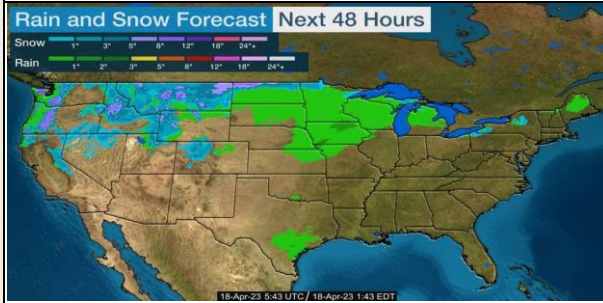 Rain and Snow Forecast Next 48 Hours
Snow
1" 3" 5" 8" 12" 18" 24"+
Rain
1" 2" 3" 5" 8" 12" 18" 24"+
18-Apr-23 5:43 UTC / 18-Apr-23 1:43 EDT